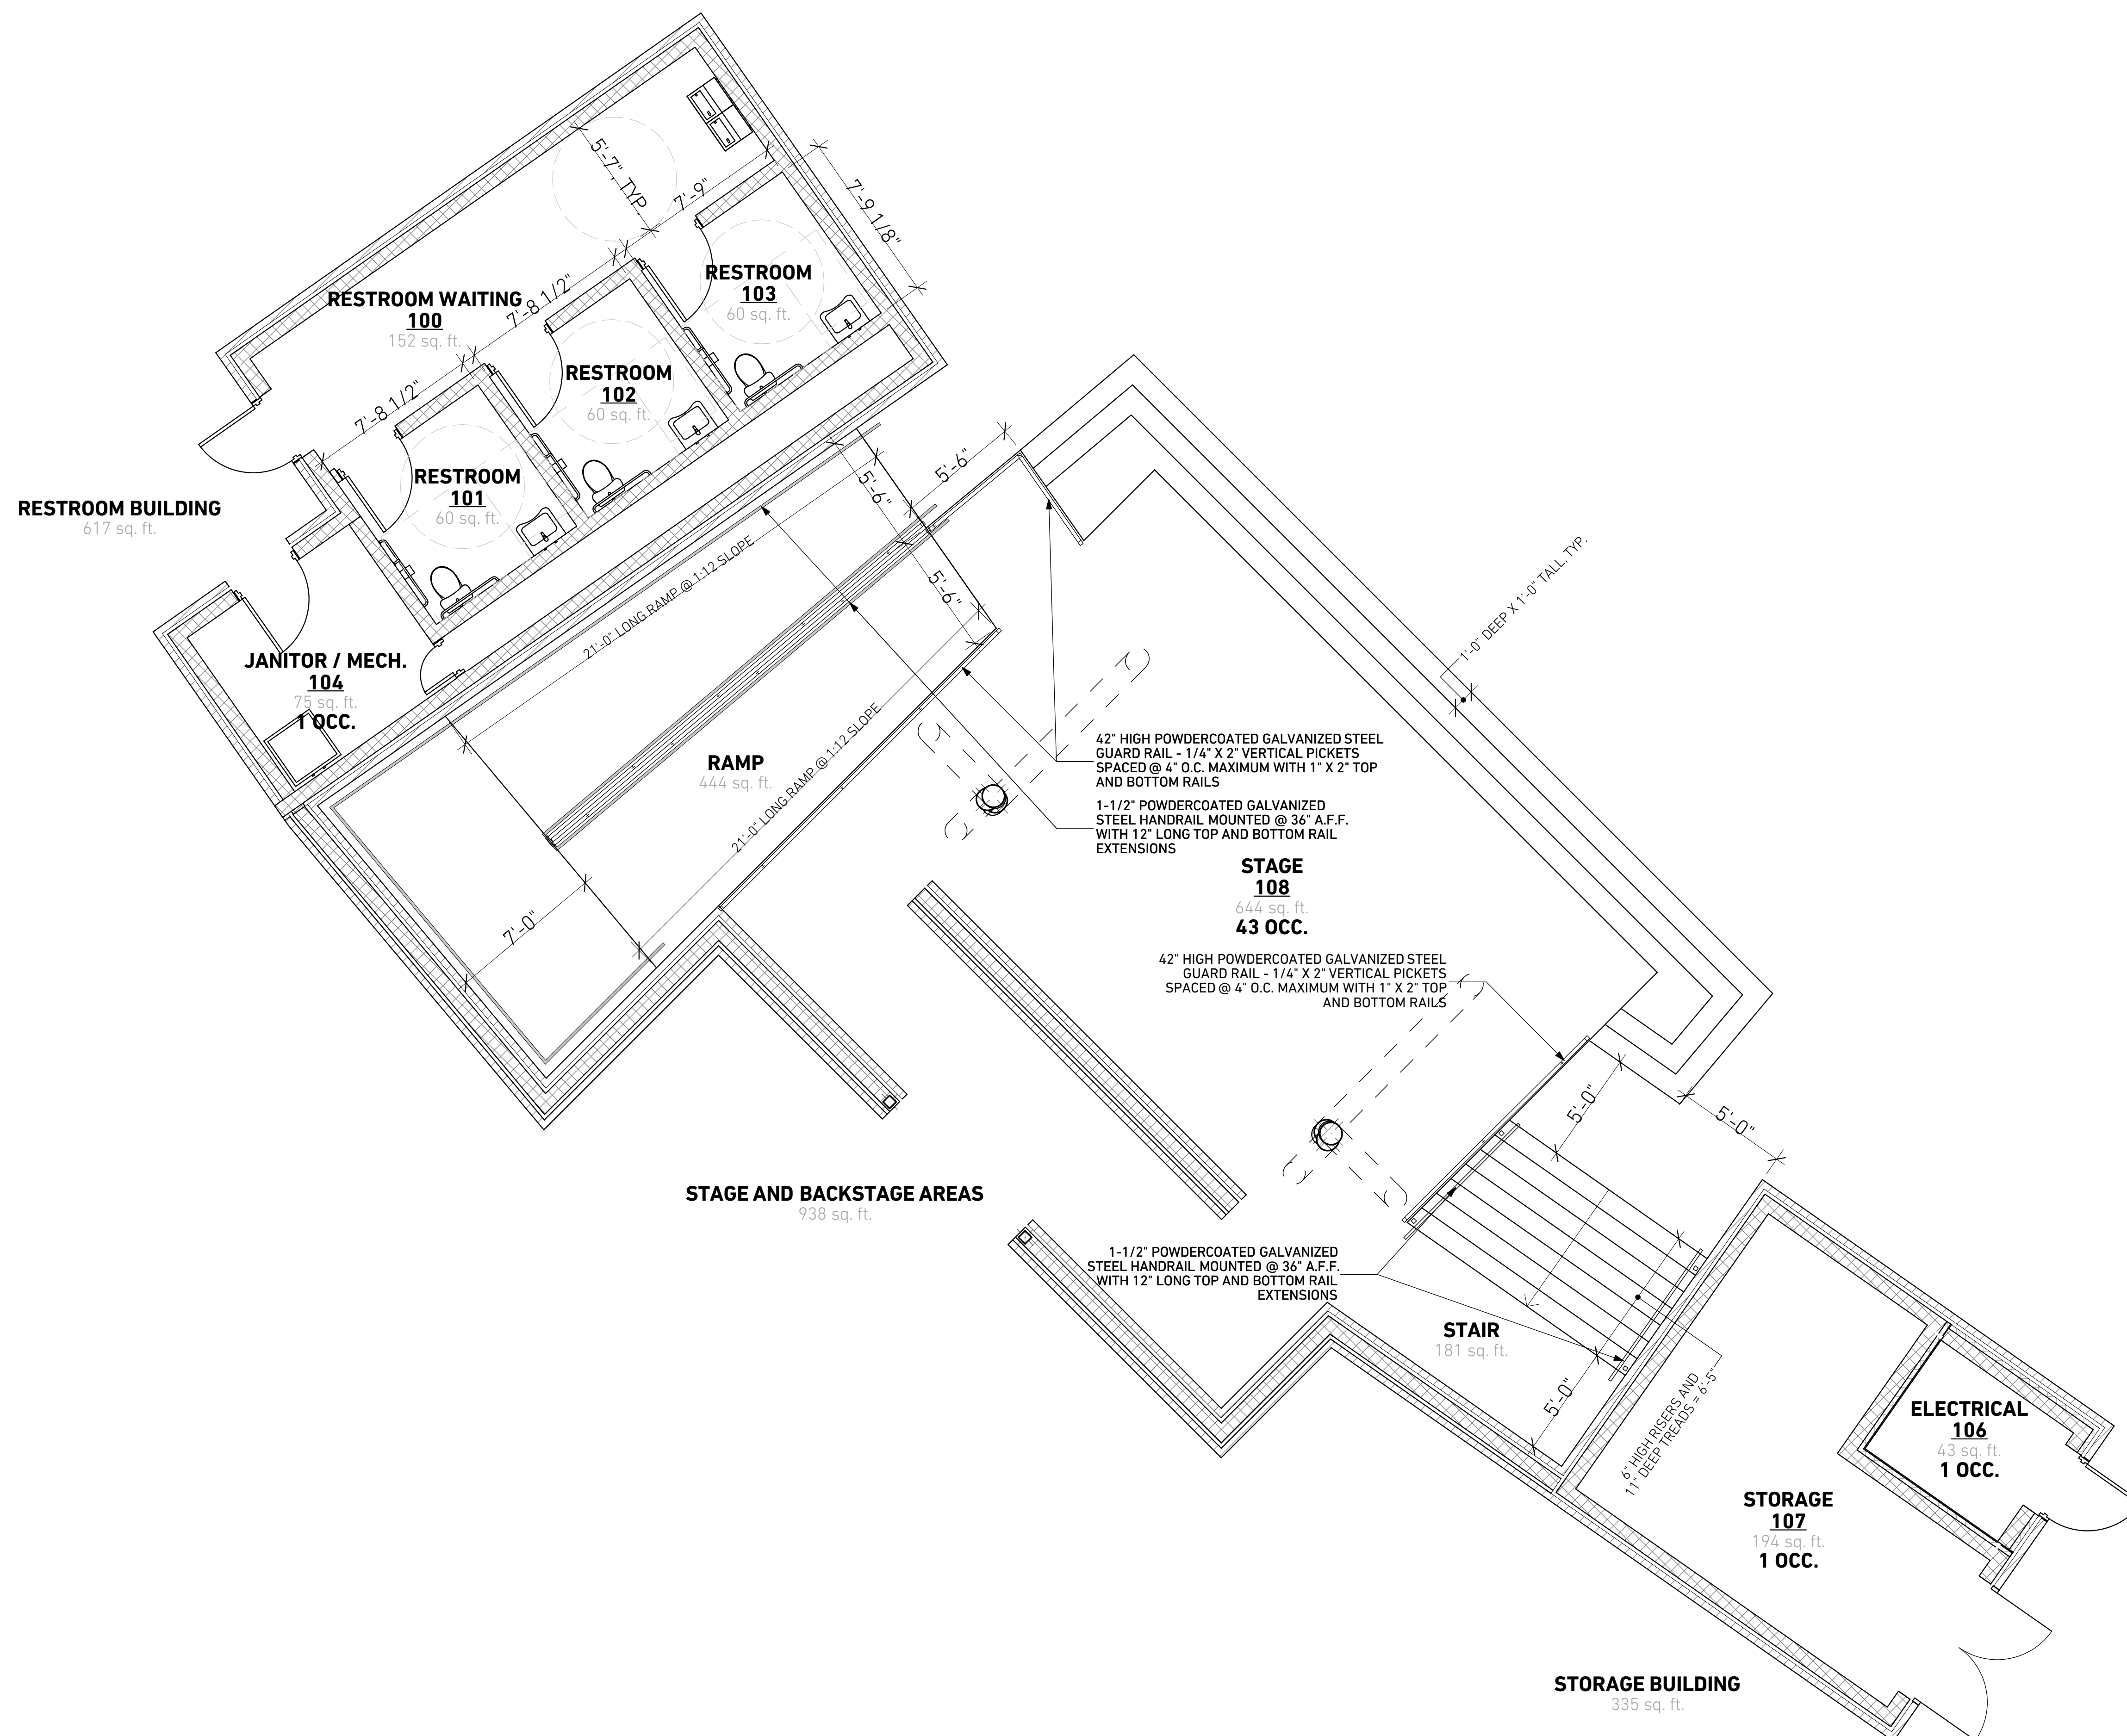 5'-7", TYP.
7'-9"
7'-9 1/8"
RESTROOM
103
60 sq. ft.
RESTROOM WAITING
100
152 sq. ft.
7'-8 1/2"
RESTROOM
102
60 sq. ft.
7'-8 1/2"
RESTROOM
101
60 sq. ft.
RESTROOM BUILDING
617 sq. ft.
5'-6"
5'-6"
5'-6"
21'-0" LONG RAMP @ 1:12 SLOPE
21'-0" LONG RAMP @ 1:12 SLOPE
1'-0" DEEP X 1'-0" TALL, TYP.
JANITOR / MECH.
104
75 sq. ft.
1 OCC.
RAMP
444 sq. ft.
7'-0"
42" HIGH POWDERCOATED GALVANIZED STEEL
GUARD RAIL - 1/4" X 2" VERTICAL PICKETS
SPACED @ 4" O.C. MAXIMUM WITH 1" X 2" TOP
AND BOTTOM RAILS
1-1/2" POWDERCOATED GALVANIZED
STEEL HANDRAIL MOUNTED @ 36" A.F.F.
WITH 12" LONG TOP AND BOTTOM RAIL
EXTENSIONS
STAGE
108
644 sq. ft.
43 OCC.
42" HIGH POWDERCOATED GALVANIZED STEEL
GUARD RAIL - 1/4" X 2" VERTICAL PICKETS
SPACED @ 4" O.C. MAXIMUM WITH 1" X 2" TOP
AND BOTTOM RAILS
5'-0"
5'-0"
STAGE AND BACKSTAGE AREAS
938 sq. ft.
1-1/2" POWDERCOATED GALVANIZED
STEEL HANDRAIL MOUNTED @ 36" A.F.F.
WITH 12" LONG TOP AND BOTTOM RAIL
EXTENSIONS
STAIR
181 sq. ft.
5'-0"
6" HIGH RISERS AND
11" DEEP TREADS = 6'-5"
ELECTRICAL
106
43 sq. ft.
1 OCC.
STORAGE
107
194 sq. ft.
1 OCC.
STORAGE BUILDING
335 sq. ft.